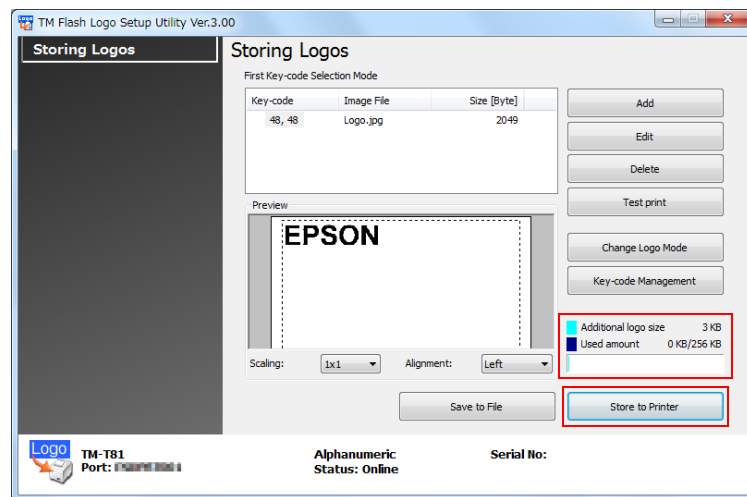 TM Flash Logo Setup Utility Ver.3.00
Storing Logos
Storing Logos
First Key-code Selection Mode
Key-code Image File Size [Byte]
48, 48 Logo.jpg 2049
Add
Edit
Delete
Test print
Preview
EPSON
Change Logo Mode
Key-code Management
Additional logo size 3 KB
Used amount 0 KB/256 KB
Scaling: 1x1 Alignment: Left
Save to File Store to Printer
Logo
TM-T81 Alphanumeric Serial No:
Port: Status: Online